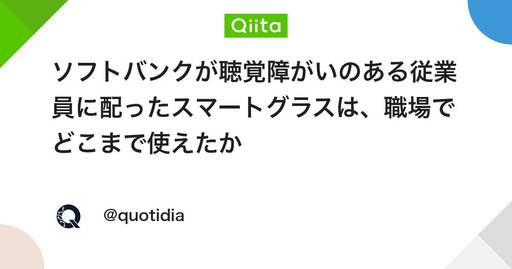 Qiita
ソフトバンクが聴覚障がいのある従業
員に配ったスマートグラスは、職場で
どこまで使えたか
@quotidia